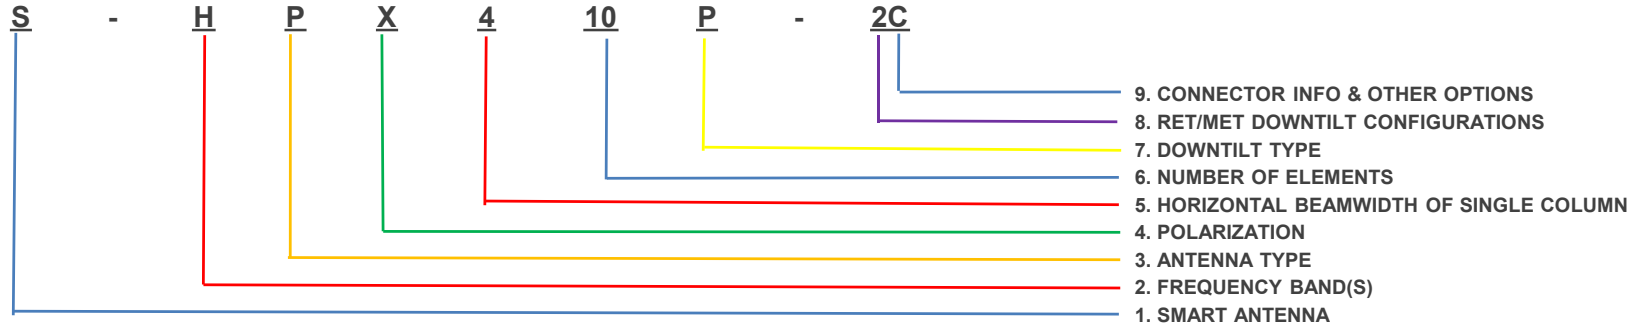 S - H P X 4 10 P - 2C
9. CONNECTOR INFO & OTHER OPTIONS
8. RET/MET DOWNTILT CONFIGURATIONS
7. DOWNTILT TYPE
6. NUMBER OF ELEMENTS
5. HORIZONTAL BEAMWIDTH OF SINGLE COLUMN
4. POLARIZATION
3. ANTENNA TYPE
2. FREQUENCY BAND(S)
1. SMART ANTENNA